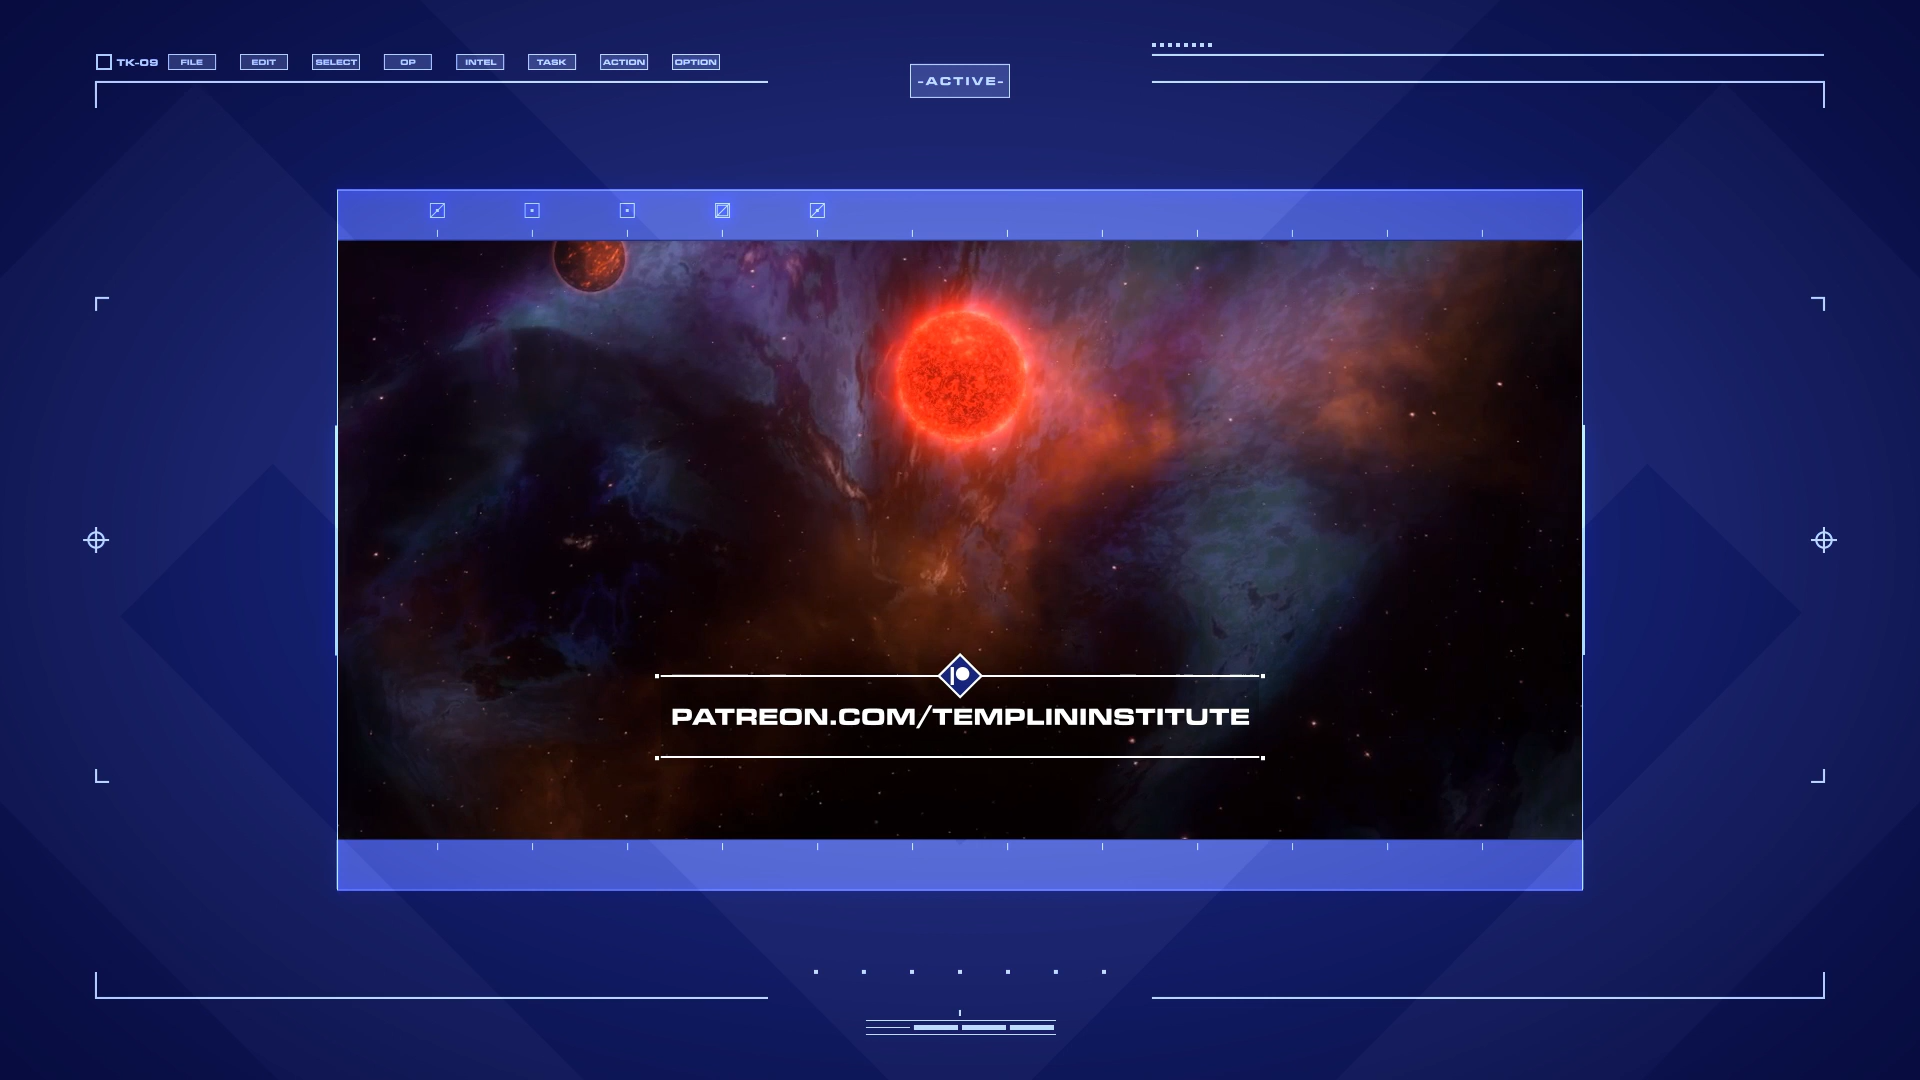 TK-09 FILE EDIT SELECT OP INTEL TASK ACTION OPTION
-ACTIVE-
PATREON.COM/TEMPLININSTITUTE